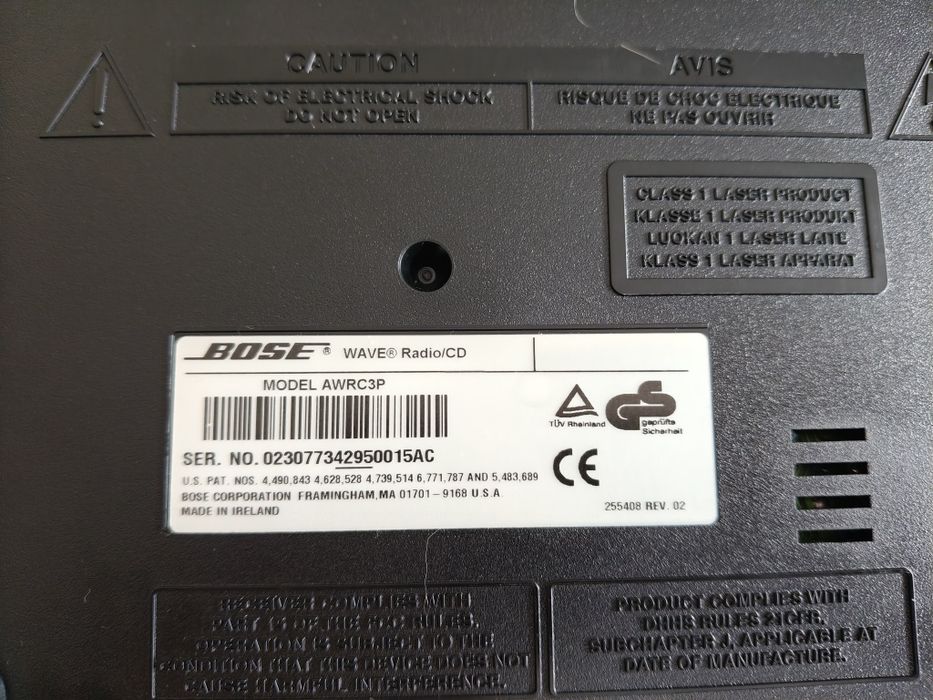 CAUTION
RISK OF ELECTRICAL SHOCK
DO NOT OPEN
AVIS
RISQUE DE CHOC ELECTRIQUE
NE PAS OUVRIR
CLASS 1 LASER PRODUCT
KLASSE 1 LASER PRODUKT
LUOKAN 1 LASER LAITE
KLASS 1 LASER APPARAT
BOSE® WAVE® Radio/CD
MODEL AWRC3P
TÜV Rheinland
geprüfte
Sicherheit
SER. NO. 023077342950015AC
CE
U.S. PAT. NOS. 4,490,843 4,628,528 4,739,514 6,771,787 AND 5,483,689
BOSE CORPORATION FRAMINGHAM,MA 01701-9168 U.S.A.
MADE IN IRELAND
255408 REV. 02
RECEIVER COMPLIES WITH
PART 15 OF THE FCC RULES.
OPERATION IS SUBJECT TO THE
CONDITION THAT THIS DEVICE DOES NOT
CAUSE HARMFUL INTERFERENCE.
PRODUCT COMPLIES WITH
DHHS RULES 21CFR,
SUBCHAPTER J, APPLICABLE AT
DATE OF MANUFACTURE.